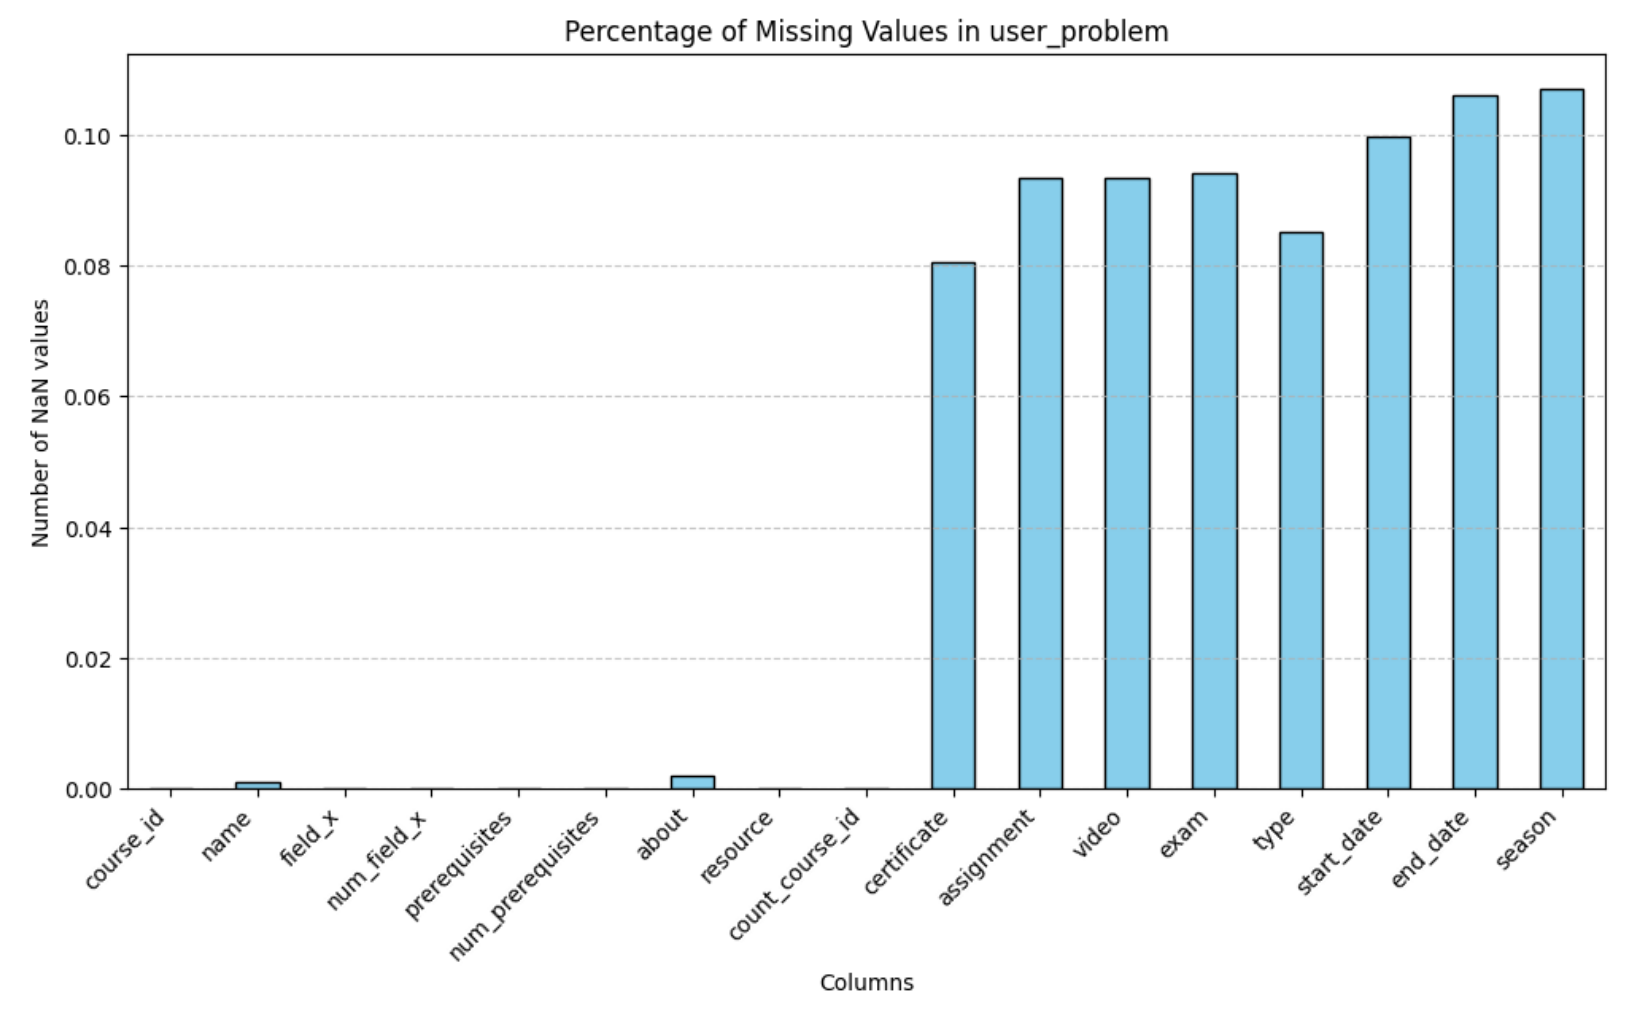 Percentage of Missing Values in user_problem
Number of NaN values
0.10
0.08
0.06
0.04
0.02
0.00
course_id
name
field_x
num_field_x
prerequisites
num_prerequisites
about
resource
count_course_id
certificate
assignment
video
exam
type
start_date
end_date
season
Columns